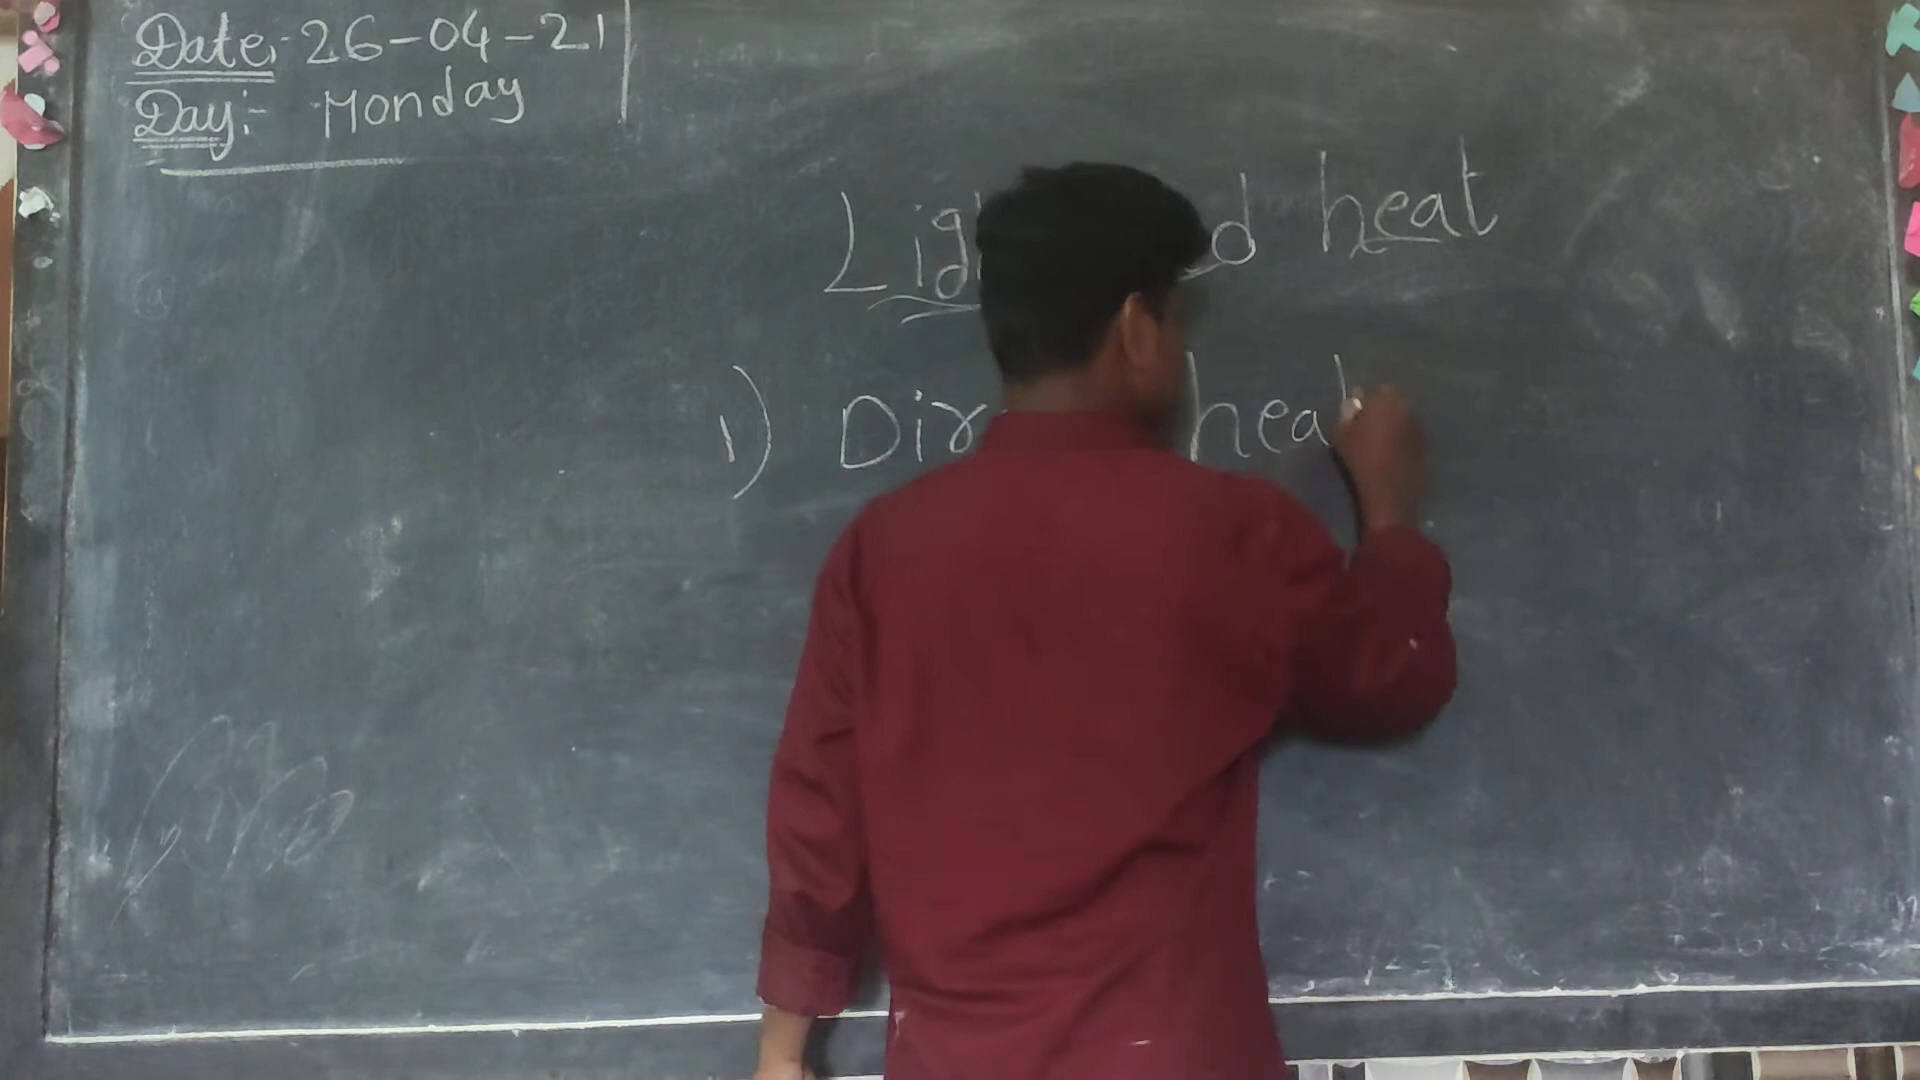 Date:- 26-04-21
Day:- Monday
Light and heat
1) Direct heat